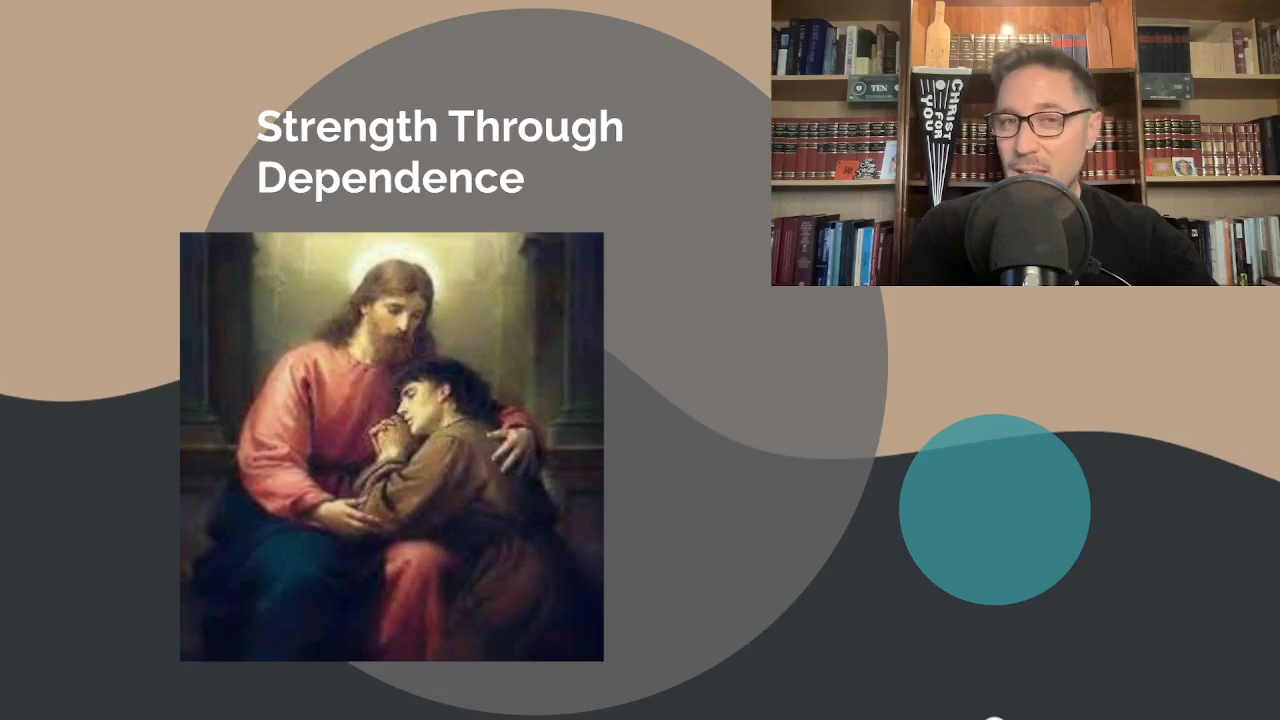 Strength Through
Dependence
CHRIST
FOR
YOU
TEN